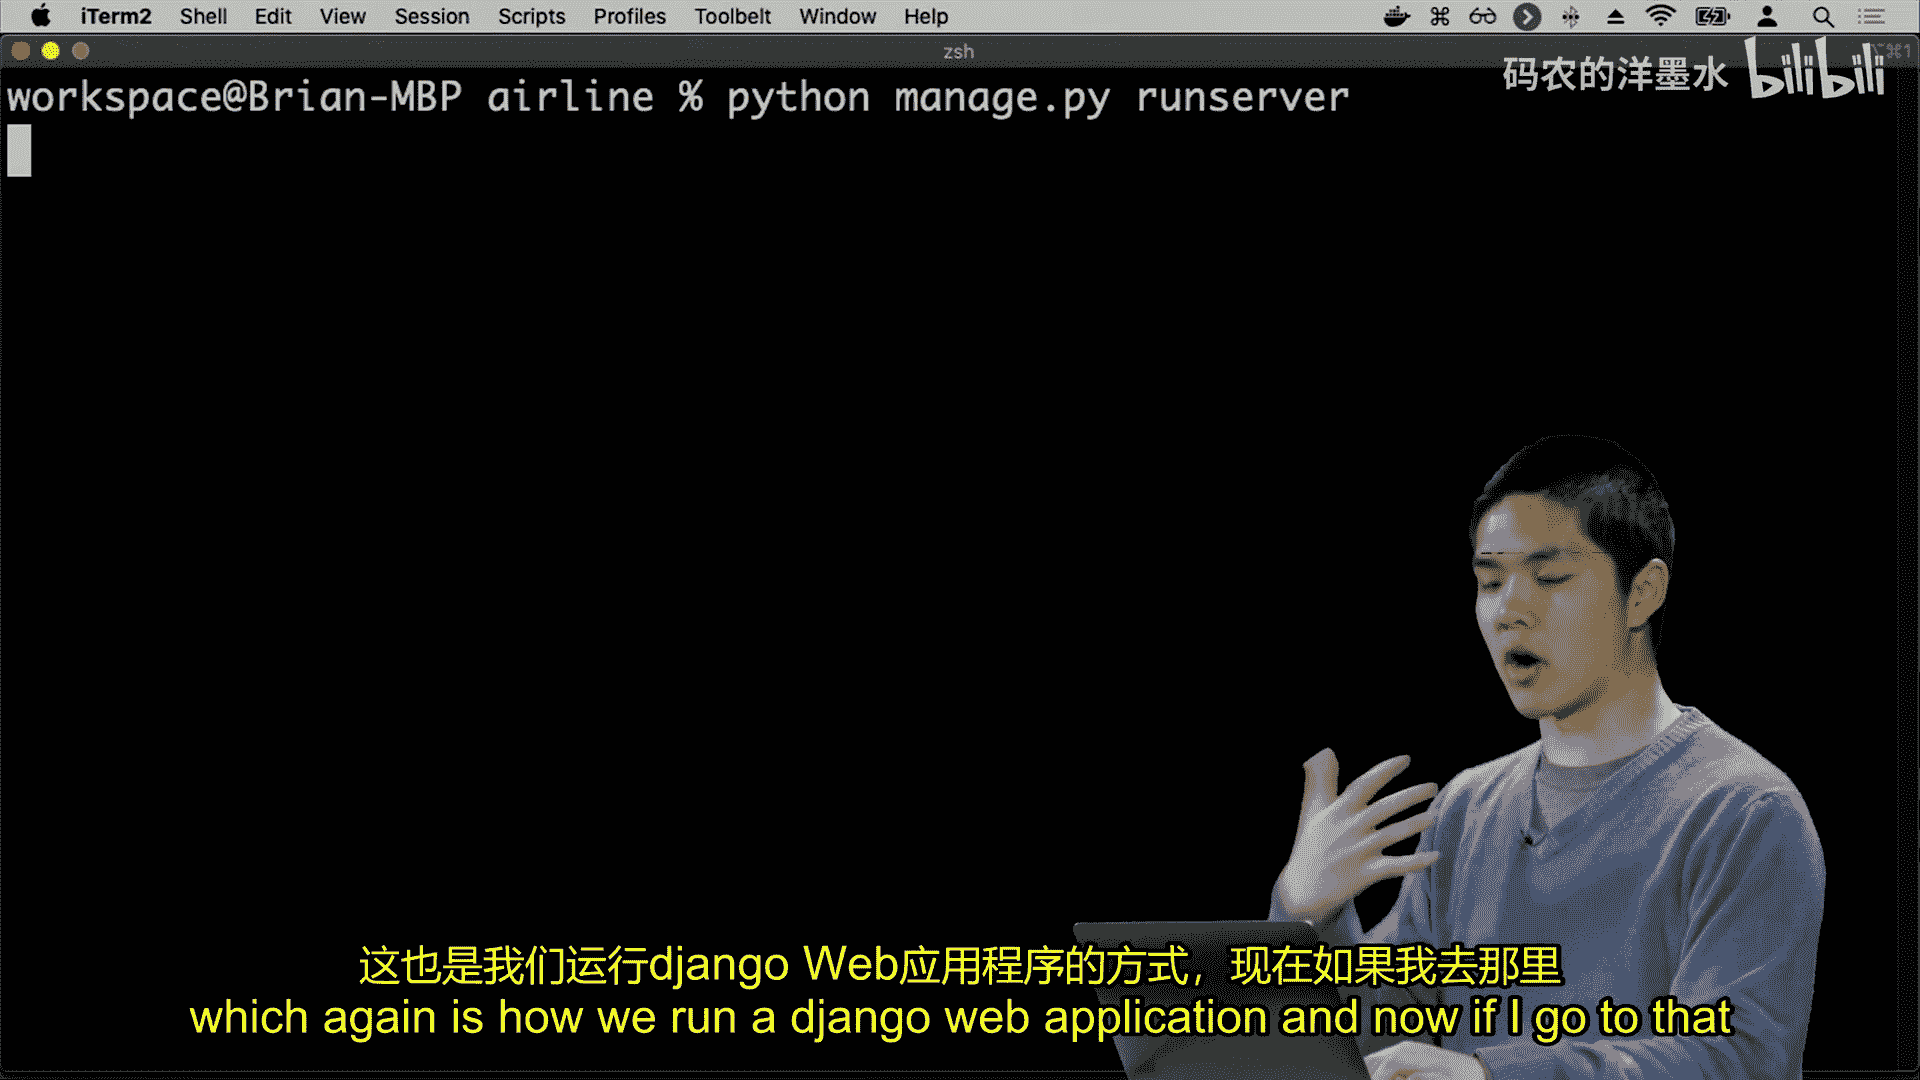 iTerm2 Shell Edit View Session Scripts Profiles Toolbelt Window Help
zsh
⌘1
workspace@Brian-MBP airline % python manage.py runserver
码农的洋墨水 bilibili
这也是我们运行django Web应用程序的方式，现在如果我去那里
which again is how we run a django web application and now if I go to that